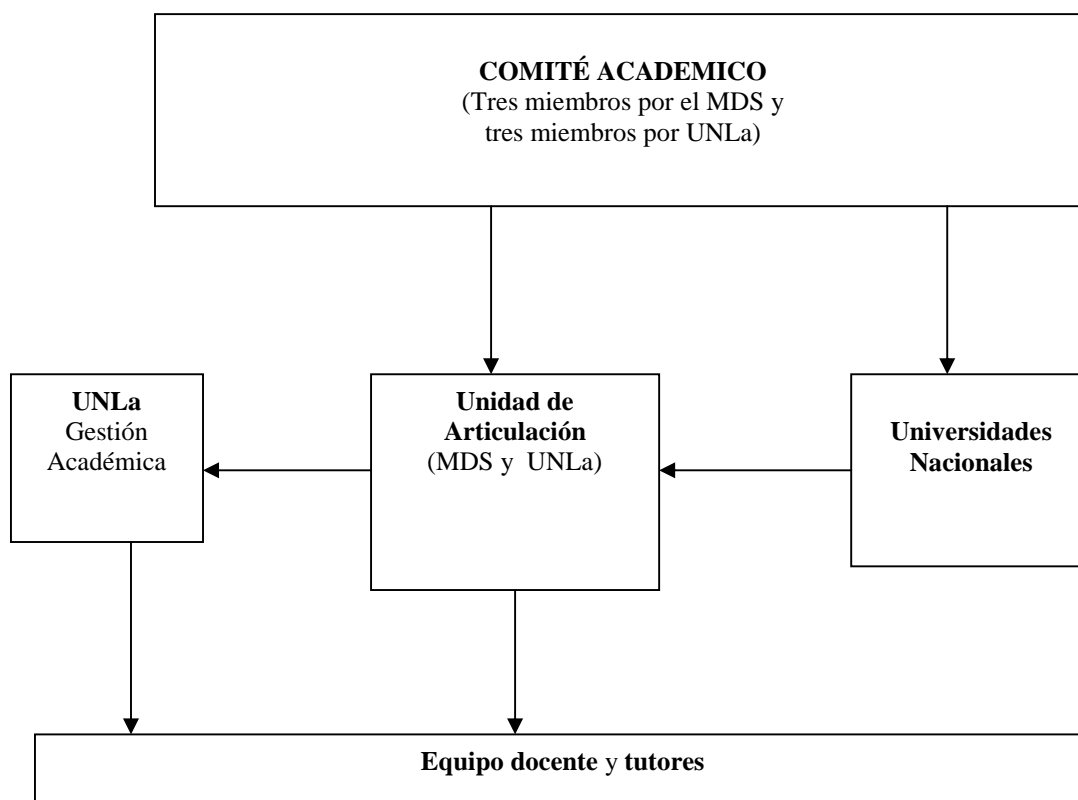 COMITÉ ACADEMICO
(Tres miembros por el MDS y
tres miembros por UNLa)
UNLa
Gestión
Académica
Unidad de
Articulación
(MDS y UNLa)
Universidades
Nacionales
Equipo docente y tutores